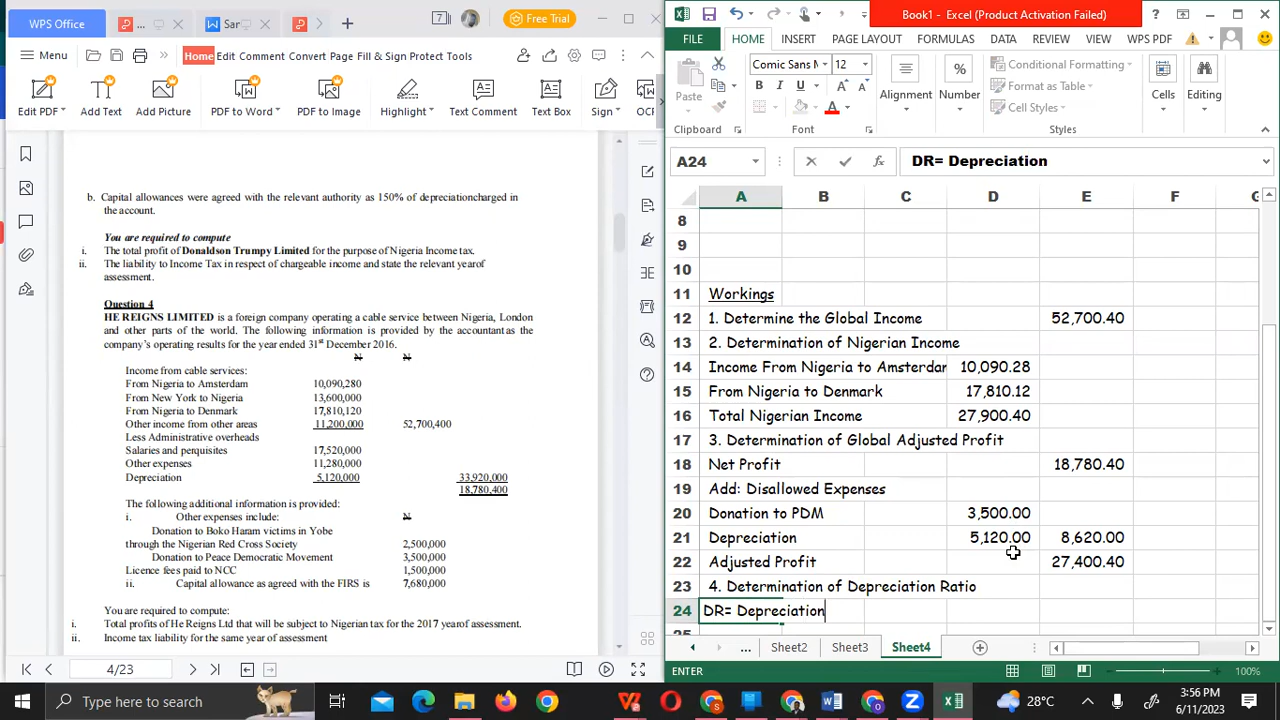 WPS Office
...
Sar
7
Free Trial
Menu
Home Edit Comment Convert Page Fill & Sign Protect Tools
Edit PDF
Add Text
Add Picture
PDF to Word
PDF to Image
Highlight
Text Comment
Text Box
Sign
OCF
b. Capital allowances were agreed with the relevant authority as 150% of depreciationcharged in
the account.
You are required to compute
i. The total profit of Donaldson Trumpy Limited for the purpose of Nigeria Income tax.
ii. The liability to Income Tax in respect of chargeable income and state the relevant yearof
assessment.
Question 4
HE REIGNS LIMITED is a foreign company operating a cable service between Nigeria, London
and other parts of the world. The following information is provided by the accountantas the
company's operating results for the year ended 31st December 2016.
N N
Income from cable services:
From Nigeria to Amsterdam 10,090,280
From New York to Nigeria 13,600,000
From Nigeria to Denmark 17,810,120
Other income from other areas 11,200,000 52,700,400
Less Administrative overheads
Salaries and perquisites 17,520,000
Other expenses 11,280,000
Depreciation 5,120,000 33,920,000
18,780,400
The following additional information is provided:
i. Other expenses include: N
Donation to Boko Haram victims in Yobe
through the Nigerian Red Cross Society 2,500,000
Donation to Peace Democratic Movement 3,500,000
Licence fees paid to NCC 1,500,000
ii. Capital allowance as agreed with the FIRS is 7,680,000
You are required to compute:
i. Total profits of He Reigns Ltd that will be subject to Nigerian tax for the 2017 yearof assessment.
ii. Income tax liability for the same year of assessment
4/23
Book1 - Excel (Product Activation Failed)
FILE HOME INSERT PAGE LAYOUT FORMULAS DATA REVIEW VIEW WPS PDF
Paste
Comic Sans M 12
B I U
Alignment
%
Number
Conditional Formatting
Format as Table
Cell Styles
Cells
Editing
Clipboard Font Styles
A24 fx DR= Depreciation
A B C D E F G
8
9
10
11 Workings
12 1. Determine the Global Income 52,700.40
13 2. Determination of Nigerian Income
14 Income From Nigeria to Amsterdar 10,090.28
15 From Nigeria to Denmark 17,810.12
16 Total Nigerian Income 27,900.40
17 3. Determination of Global Adjusted Profit
18 Net Profit 18,780.40
19 Add: Disallowed Expenses
20 Donation to PDM 3,500.00
21 Depreciation 5,120.00 8,620.00
22 Adjusted Profit 27,400.40
23 4. Determination of Depreciation Ratio
24 DR= Depreciation
25
... Sheet2 Sheet3 Sheet4
ENTER 100%
Type here to search
28°C
3:56 PM
6/11/2023